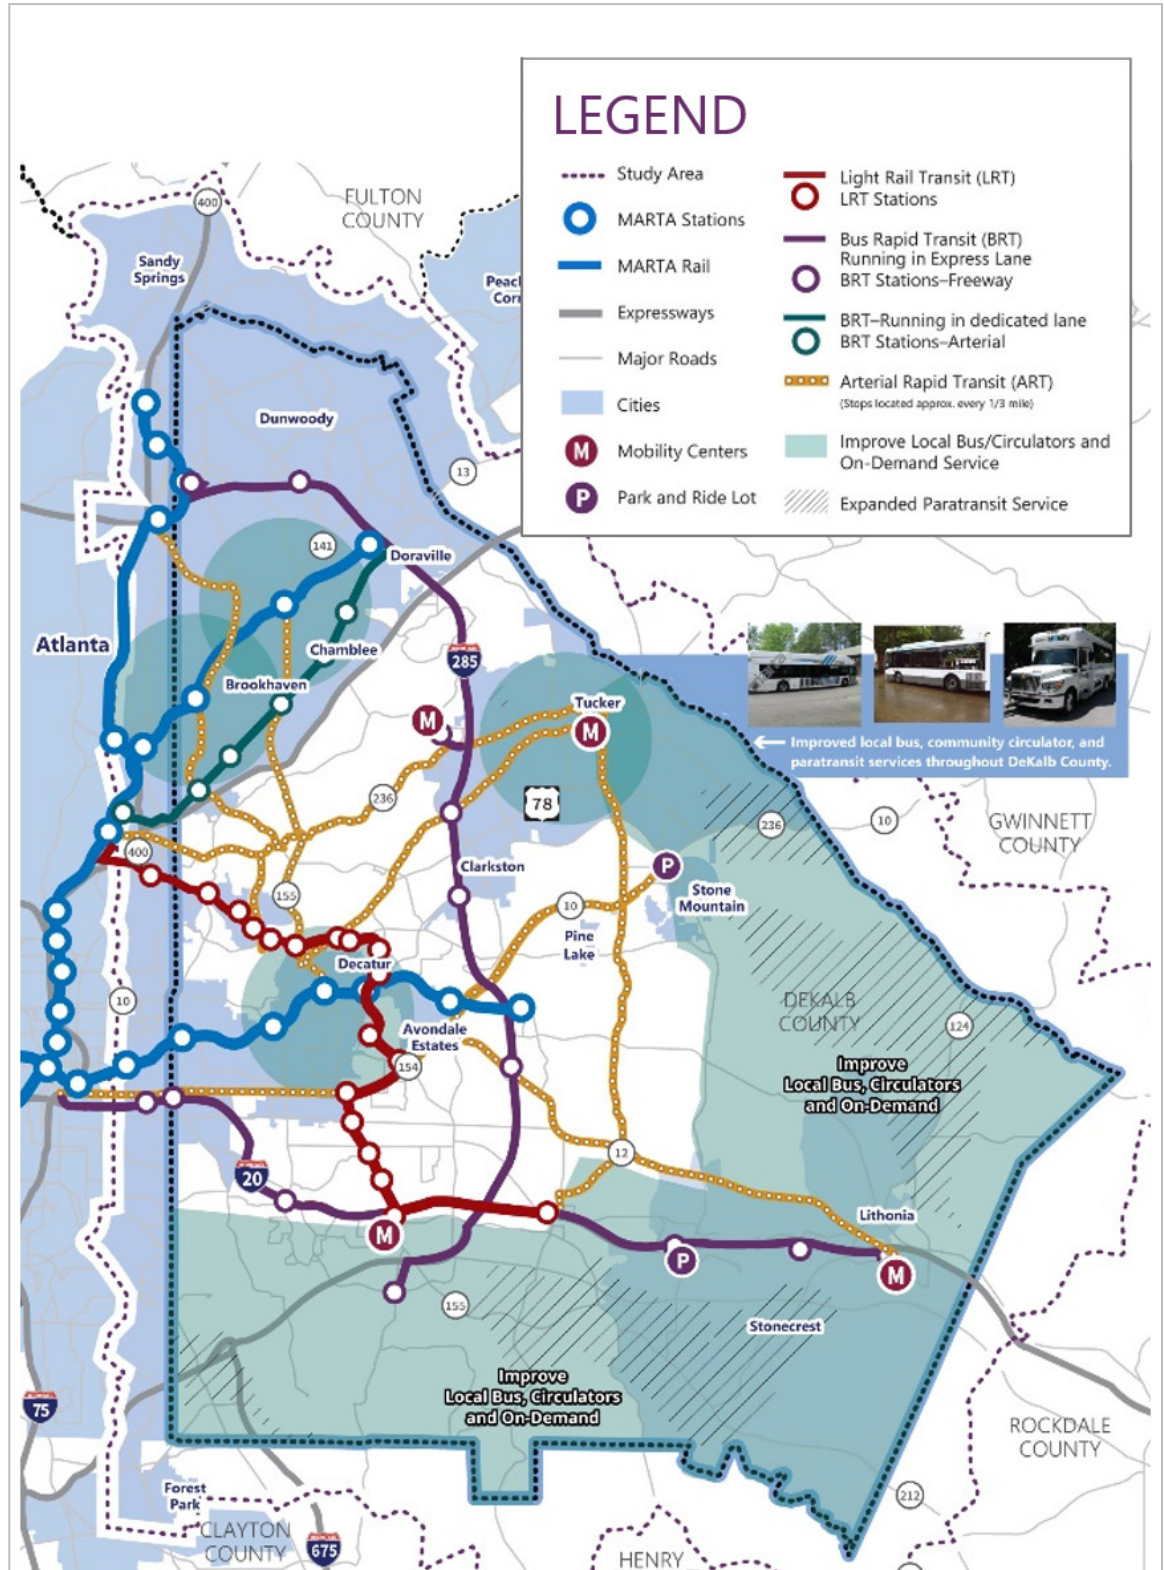 LEGEND
Study Area
MARTA Stations
MARTA Rail
Expressways
Major Roads
Cities
M
Mobility Centers
P
Park and Ride Lot
Light Rail Transit (LRT)
LRT Stations
Bus Rapid Transit (BRT)
Running in Express Lane
BRT Stations–Freeway
BRT–Running in dedicated lane
BRT Stations–Arterial
Arterial Rapid Transit (ART)
(Stops located approx. every 1/3 mile)
Improve Local Bus/Circulators and
On-Demand Service
Expanded Paratransit Service
FULTON
COUNTY
400
Sandy
Springs
Dunwoody
13
141
Doraville
Atlanta
Chamblee
285
Brookhaven
Tucker
M
M
Improved local bus, community circulator, and
paratransit services throughout DeKalb County.
236
78
236
10
GWINNETT
COUNTY
400
Clarkston
P
155
10
Stone
Mountain
Pine
Lake
Decatur
10
DEKALB
COUNTY
124
Avondale
Estates
154
Improve
Local Bus, Circulators
and On-Demand
12
20
Lithonia
M
P
M
155
Stonecrest
Improve
Local Bus, Circulators
and On-Demand
75
ROCKDALE
COUNTY
Forest
Park
212
CLAYTON
COUNTY
675
HENRY